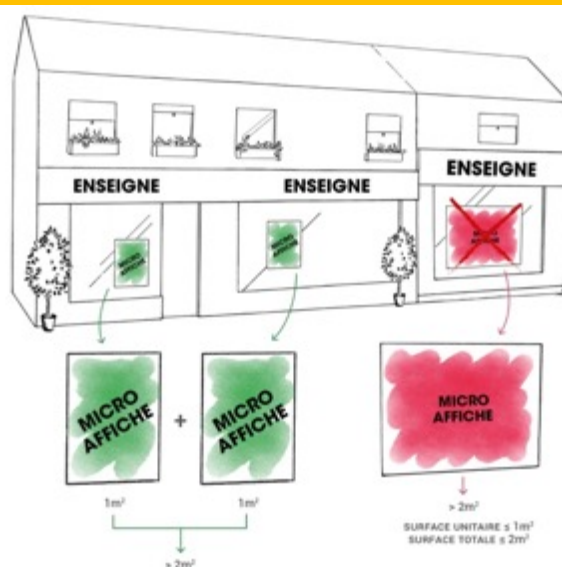 ENSEIGNE
ENSEIGNE
ENSEIGNE
MICRO
AFFICHE
MICRO
AFFICHE
MICRO
AFFICHE
MICRO
AFFICHE
+
MICRO
AFFICHE
MICRO
AFFICHE
1m²
1m²
> 2m²
SURFACE UNITAIRE ≤ 1m²
SURFACE TOTALE ≤ 2m²